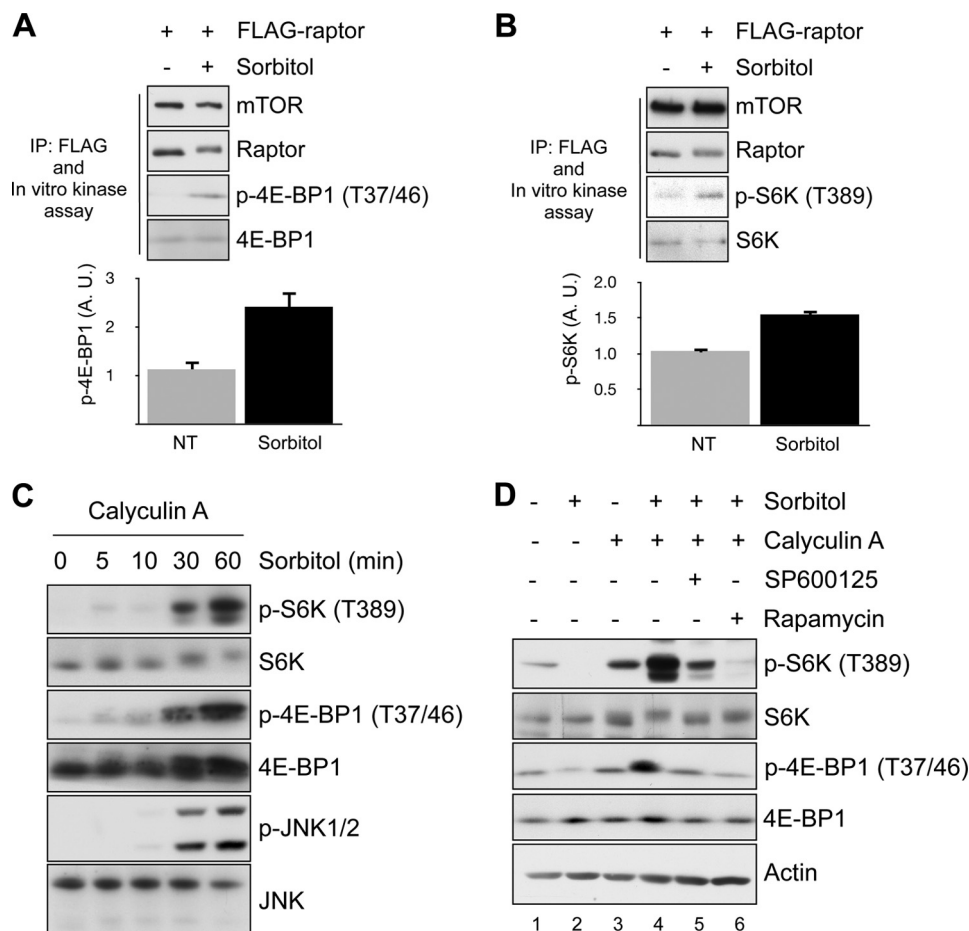 A
+ + FLAG-raptor
- + Sorbitol
mTOR
Raptor
p-4E-BP1 (T37/46)
4E-BP1
IP: FLAG
and
In vitro kinase
assay
p-4E-BP1 (A. U.)
3
2
1
NT Sorbitol
B
+ + FLAG-raptor
- + Sorbitol
mTOR
Raptor
p-S6K (T389)
S6K
IP: FLAG
and
In vitro kinase
assay
p-S6K (A. U.)
2.0
1.5
1.0
0.5
NT Sorbitol
C
Calyculin A
0 5 10 30 60 Sorbitol (min)
p-S6K (T389)
S6K
p-4E-BP1 (T37/46)
4E-BP1
p-JNK1/2
JNK
D
- + - + + + Sorbitol
- - + + + + Calyculin A
- - - - + - SP600125
- - - - - + Rapamycin
p-S6K (T389)
S6K
p-4E-BP1 (T37/46)
4E-BP1
Actin
1 2 3 4 5 6